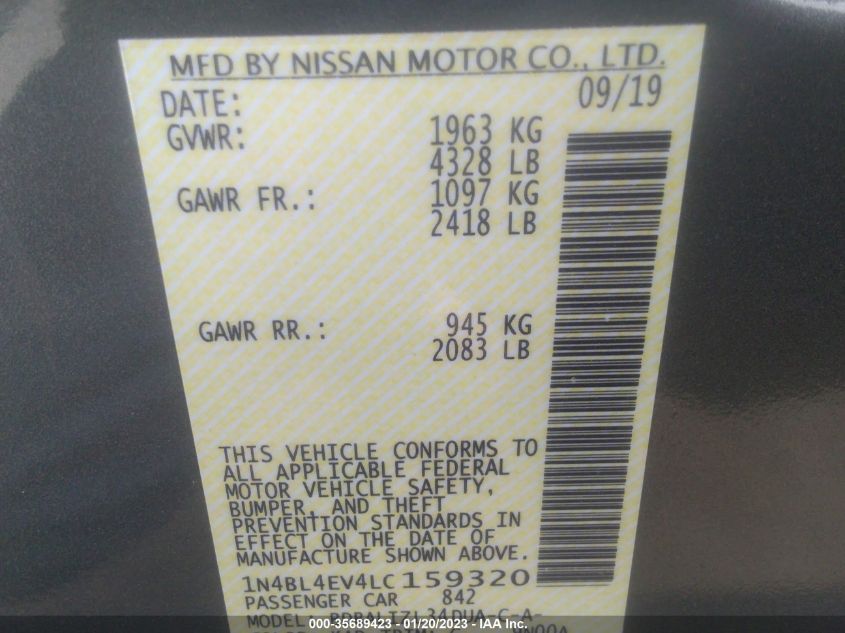 MFD BY NISSAN MOTOR CO., LTD.
DATE: 09/19
GVWR: 1963 KG
4328 LB
GAWR FR.: 1097 KG
2418 LB
GAWR RR.: 945 KG
2083 LB
THIS VEHICLE CONFORMS TO
ALL APPLICABLE FEDERAL
MOTOR VEHICLE SAFETY,
BUMPER, AND THEFT
PREVENTION STANDARDS IN
EFFECT ON THE DATE OF
MANUFACTURE SHOWN ABOVE.
1N4BL4EV4LC159320
PASSENGER CAR 842
MODEL
000-35689423 - 01/20/2023 - IAA Inc.